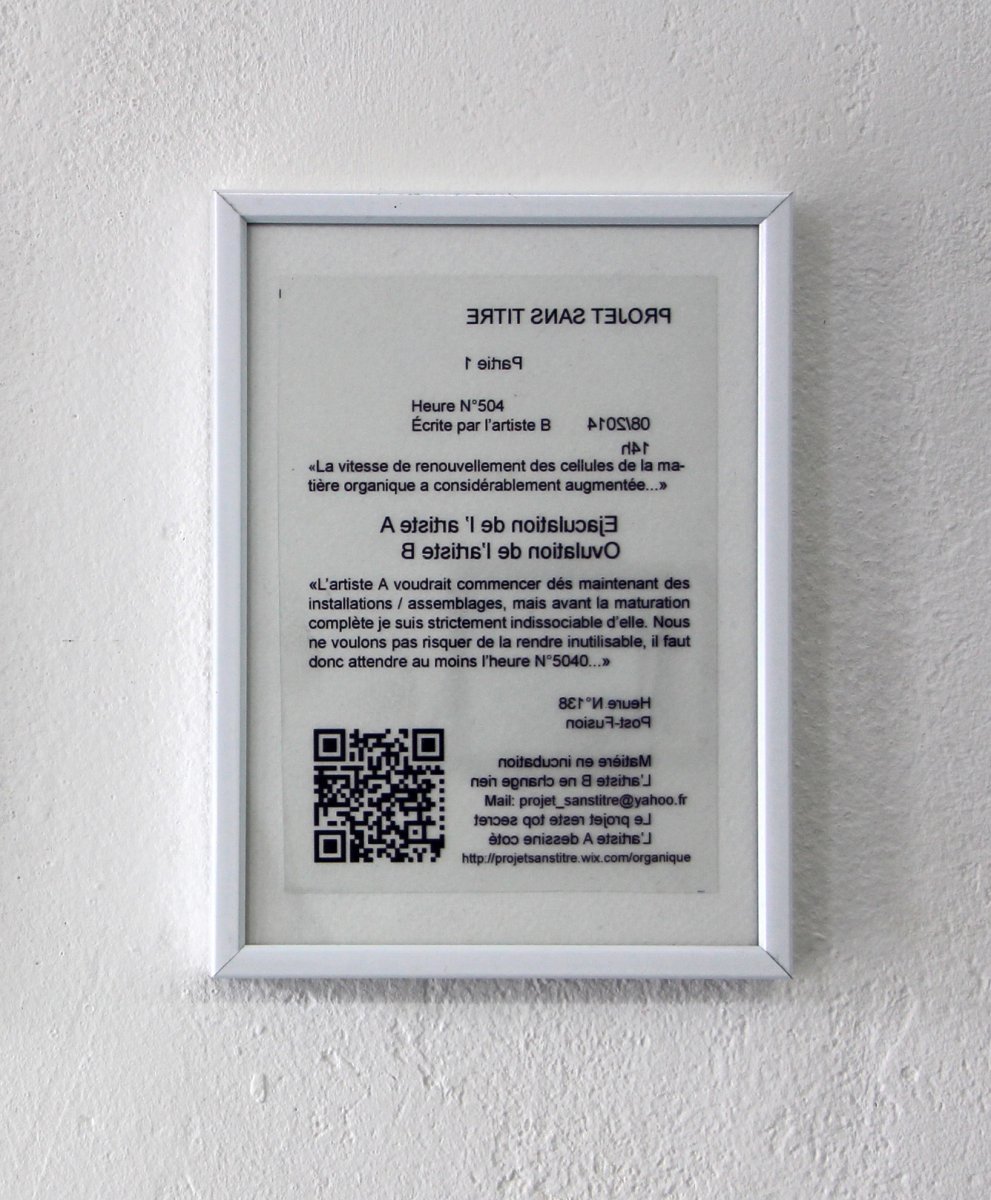 PROJET SANS TITRE
Partie 1
Heure N°504
Écrite par l’artiste B
08/2014
14h
«La vitesse de renouvellement des cellules de la ma-
tière organique a considérablement augmentée...»
Ejaculation de l’ artiste A
Ovulation de l’artiste B
«L’artiste A voudrait commencer dés maintenant des
installations / assemblages, mais avant la maturation
complète je suis strictement indissociable d’elle. Nous
ne voulons pas risquer de la rendre inutilisable, il faut
donc attendre au moins l’heure N°5040...»
Heure N°138
Post-Fusion
Matière en incubation
L’artiste B ne change rien
Mail: projet_sanstitre@yahoo.fr
Le projet reste top secret
L’artiste A dessine coté
http://projetsanstitre.wix.com/organique